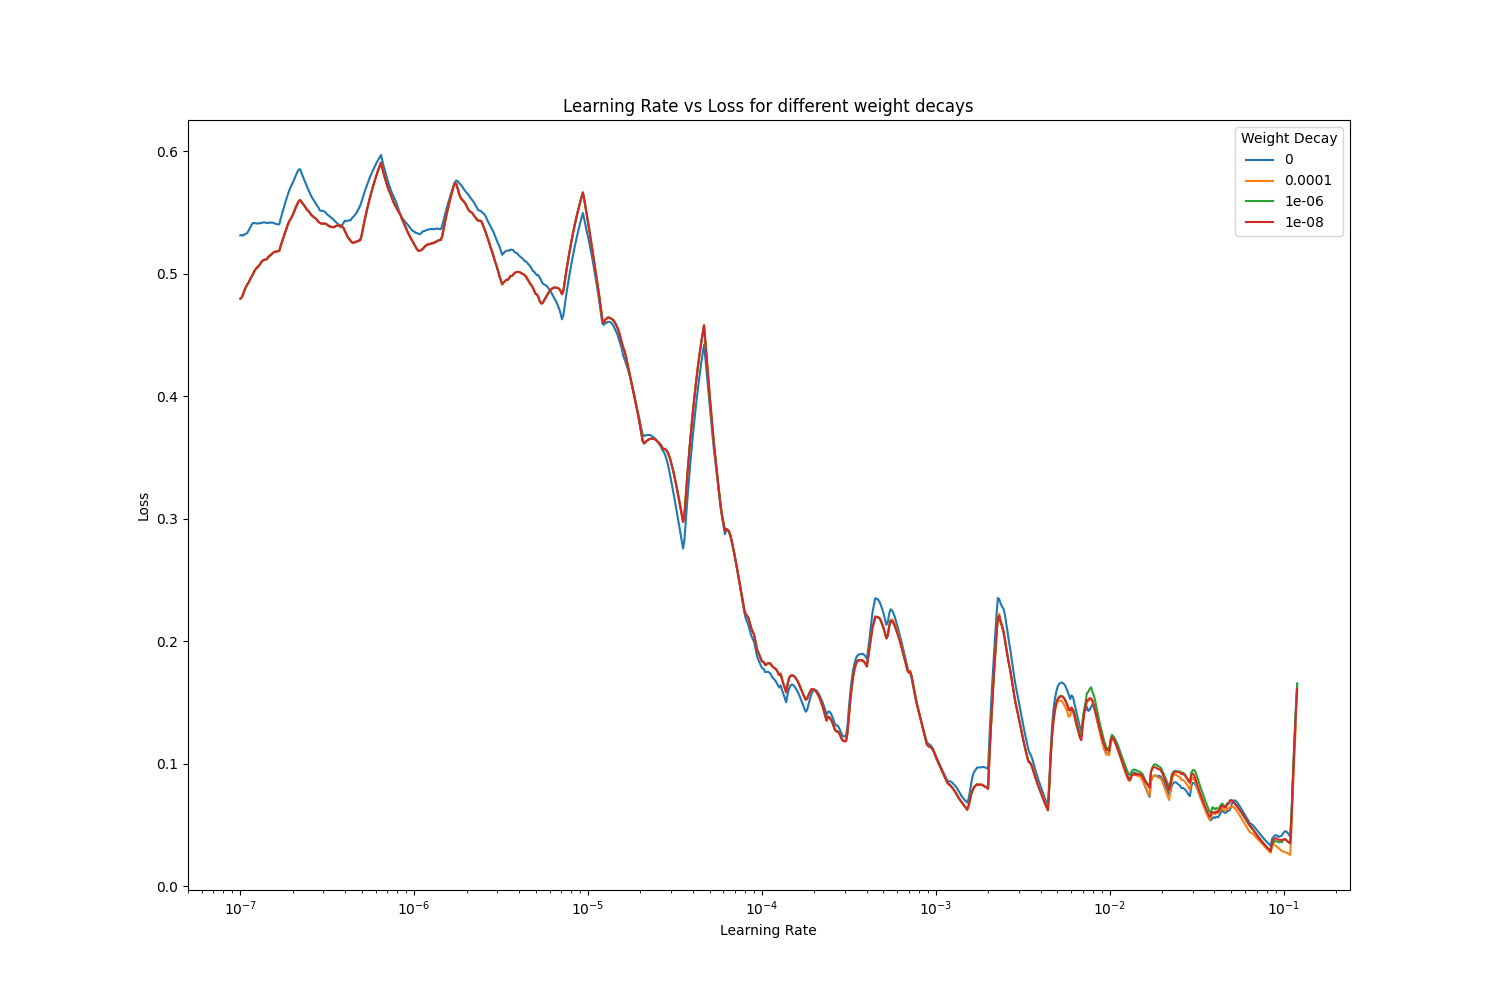 Learning Rate vs Loss for different weight decays
Weight Decay
0
0.0001
1e-06
1e-08
0.6
0.5
0.4
0.3
0.2
0.1
0.0
Loss
10⁻⁷ 10⁻⁶ 10⁻⁵ 10⁻⁴ 10⁻³ 10⁻² 10⁻¹
Learning Rate